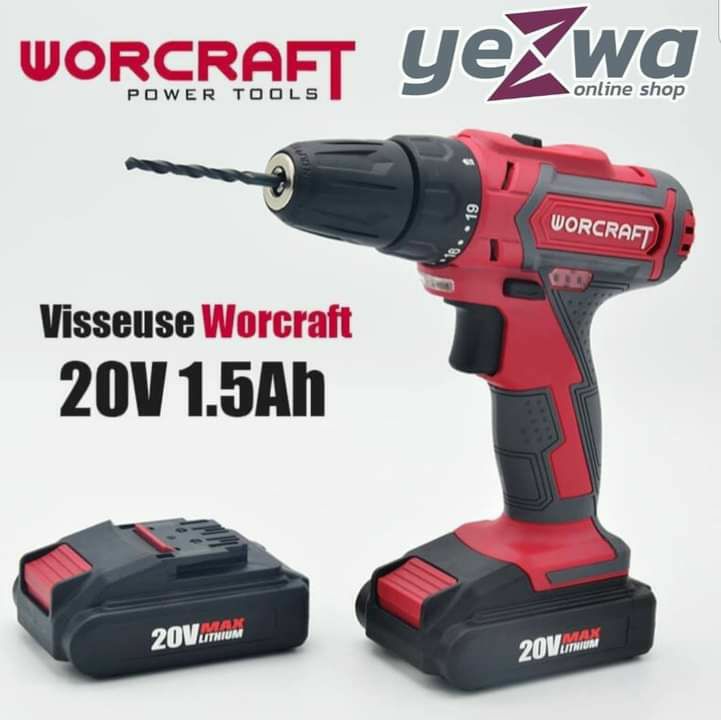 WORCRAFT
POWER TOOLS
yezwa
online shop
WORCRAFT
19
18
Visseuse Worcraft
20V 1.5Ah
20V MAX
LITHIUM
20V MAX
LITHIUM